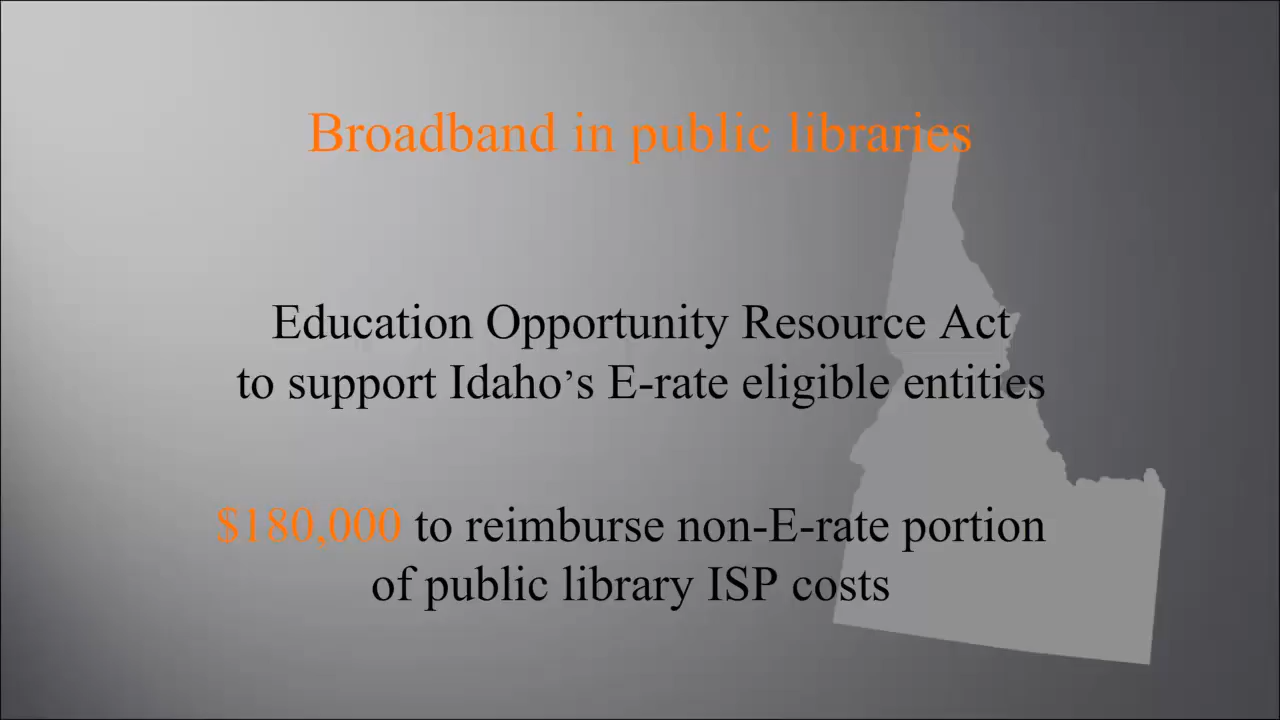 Broadband in public libraries
Education Opportunity Resource Act
to support Idaho’s E-rate eligible entities
$180,000 to reimburse non-E-rate portion
of public library ISP costs